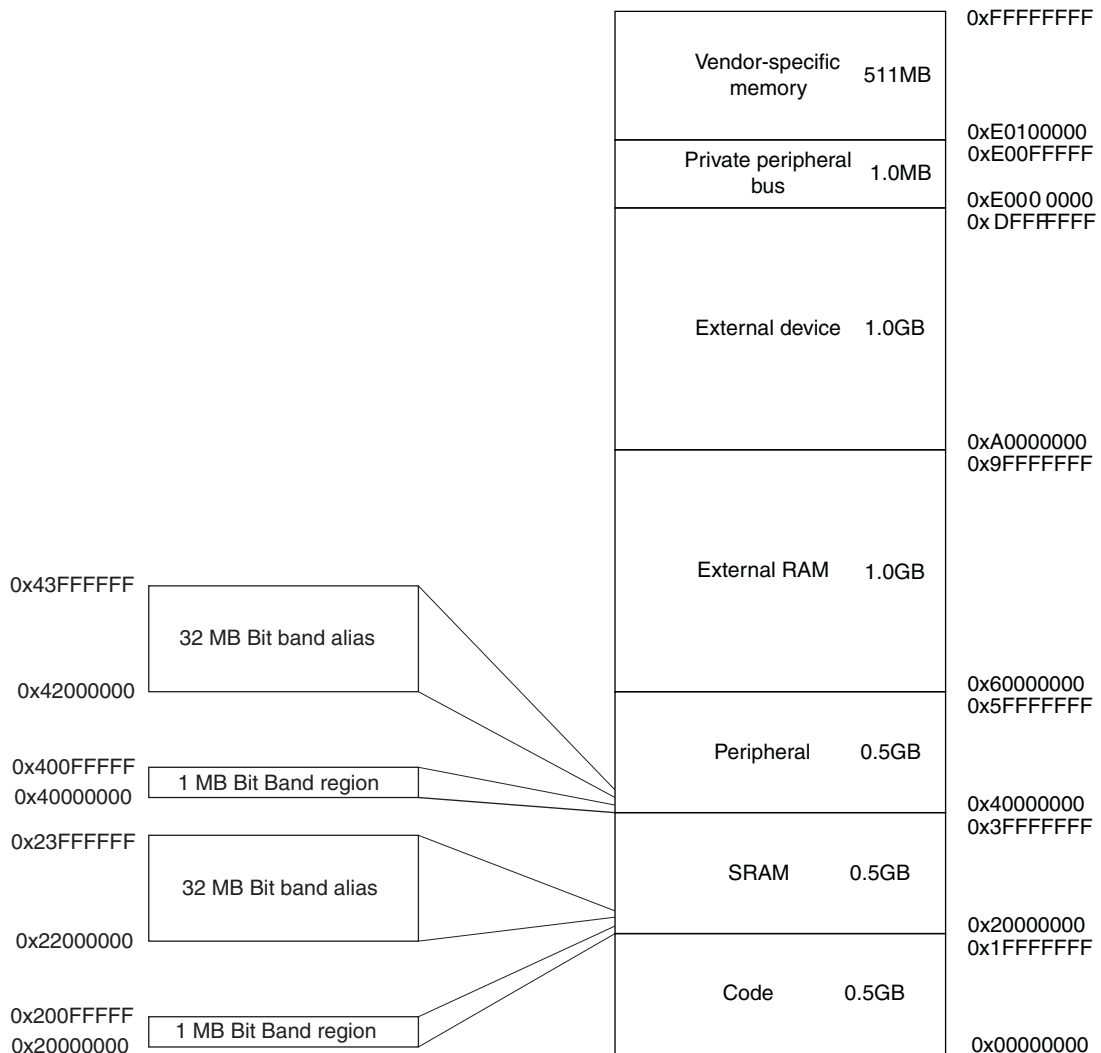 0xFFFFFFFF
Vendor-specific
memory
511MB
0xE0100000
0xE00FFFFF
Private peripheral
bus
1.0MB
0xE000 0000
0x DFFFFFFF
External device
1.0GB
0xA0000000
0x9FFFFFFF
External RAM
1.0GB
0x60000000
0x5FFFFFFF
Peripheral
0.5GB
0x40000000
0x3FFFFFFF
SRAM
0.5GB
0x20000000
0x1FFFFFFF
Code
0.5GB
0x00000000
0x43FFFFFF
32 MB Bit band alias
0x42000000
0x400FFFFF
1 MB Bit Band region
0x40000000
0x23FFFFFF
32 MB Bit band alias
0x22000000
0x200FFFFF
1 MB Bit Band region
0x20000000